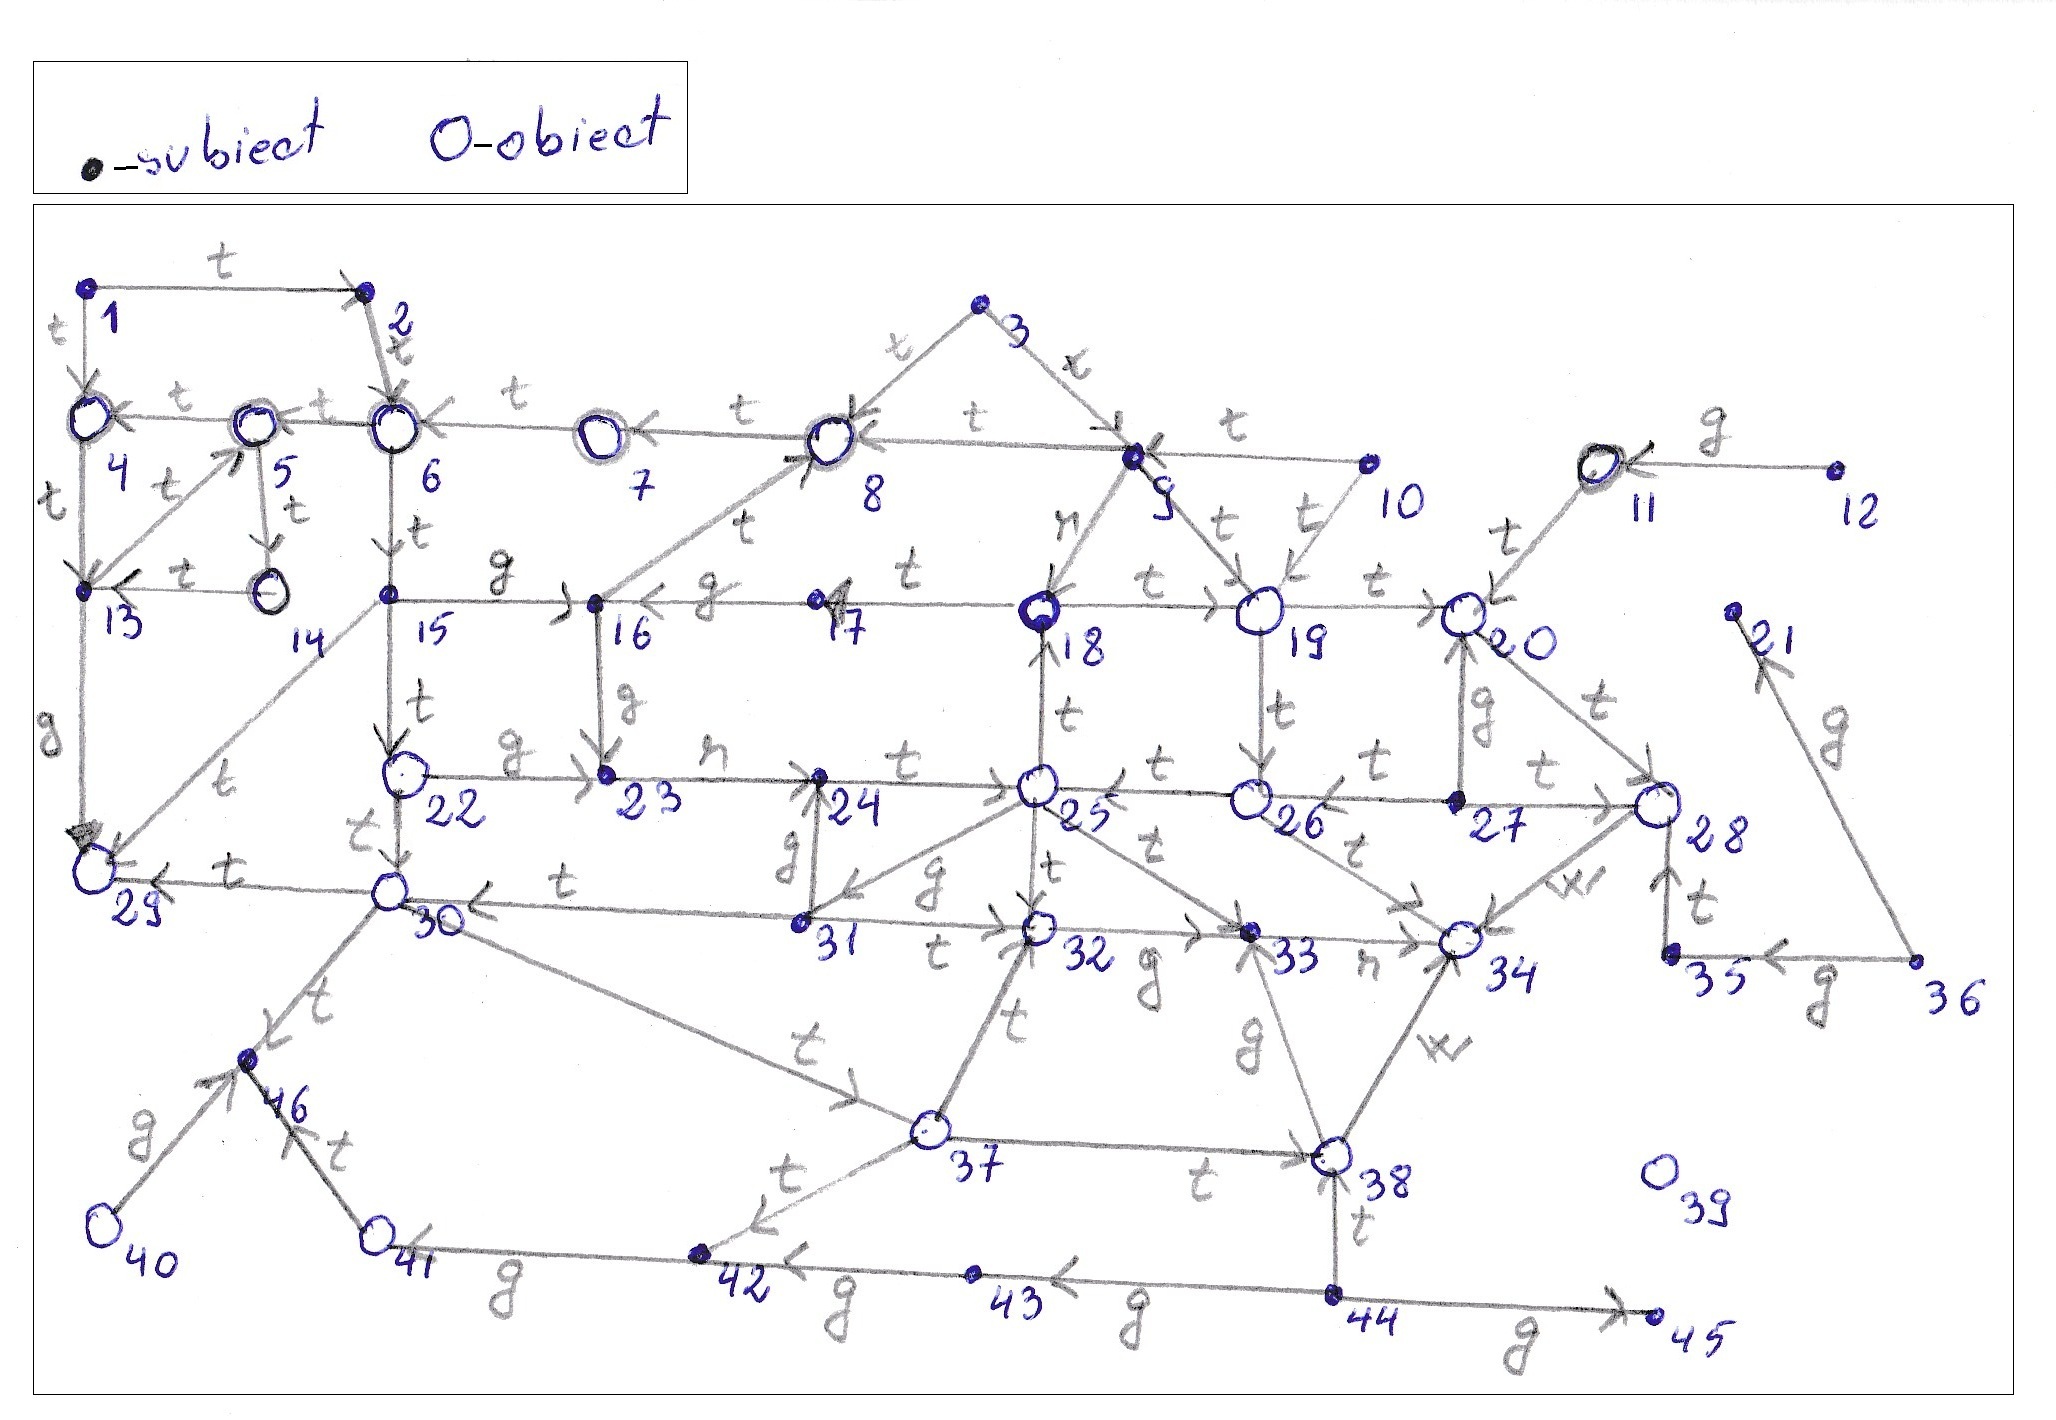 -subiect O-obiect
t
1 2 3
t t t t
t t t t t t g
4 5 6 7 8 9 10 11 12
t t t t t n t t t
t g g t t t
13 14 15 16 17 18 19 20 21
g t t g t t g t g
g n t t t t
22 23 24 25 26 27 28
t t g g t t t w t
29 30 31 32 33 34 35 36
t g n g
t t t g w
g 46 t
37 38 39
t t t
40 41 42 43 44 45
g g g g